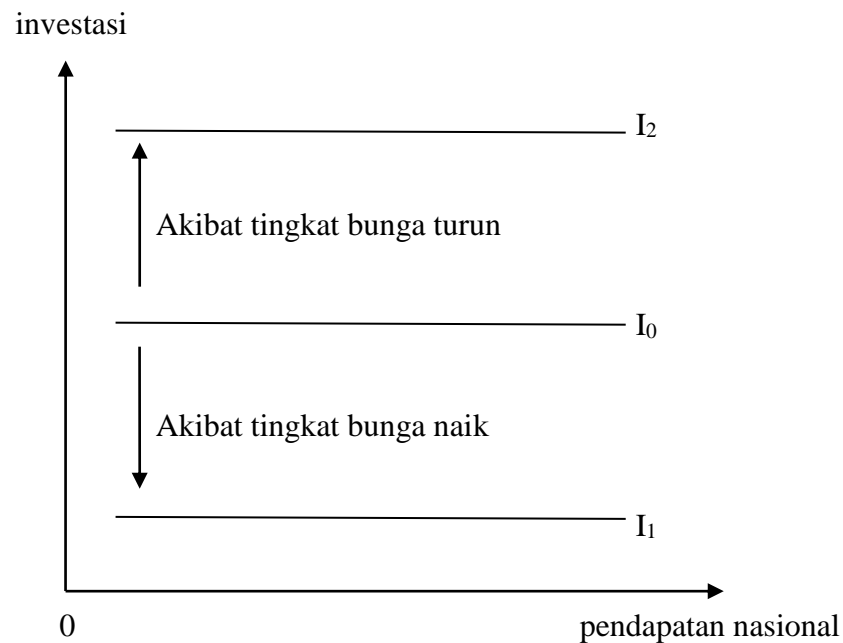 investasi
I₂
Akibat tingkat bunga turun
I₀
Akibat tingkat bunga naik
I₁
0
pendapatan nasional